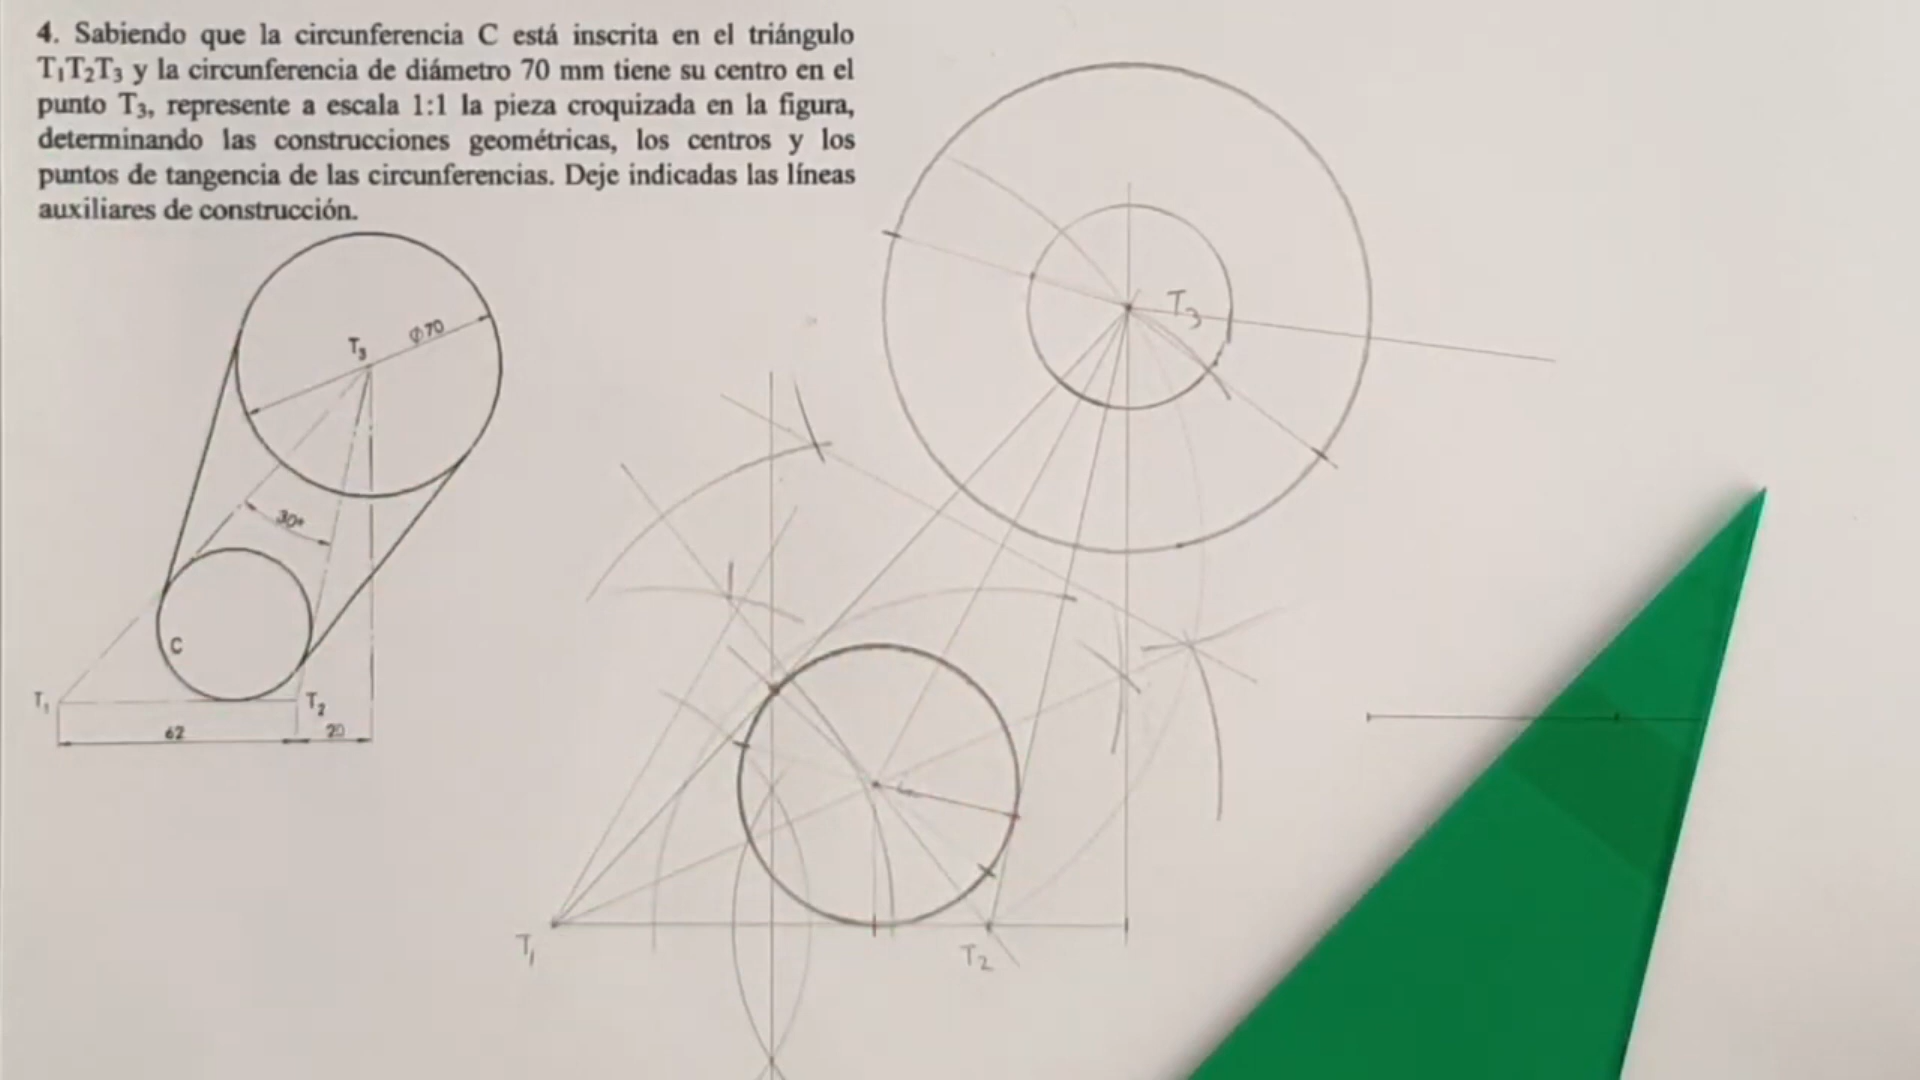 4. Sabiendo que la circunferencia C está inscrita en el triángulo
T₁T₂T₃ y la circunferencia de diámetro 70 mm tiene su centro en el
punto T₃, represente a escala 1:1 la pieza croquizada en la figura,
determinando las construcciones geométricas, los centros y los
puntos de tangencia de las circunferencias. Deje indicadas las líneas
auxiliares de construcción.
T₃
Ø70
30°
C
T₁
T₂
62
20
T₃
T₁
T₂